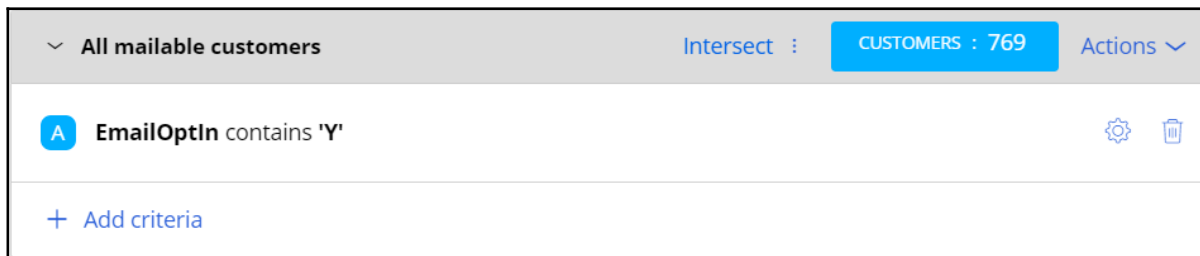 All mailable customers Intersect CUSTOMERS : 769 Actions
A EmailOptIn contains 'Y'
+ Add criteria